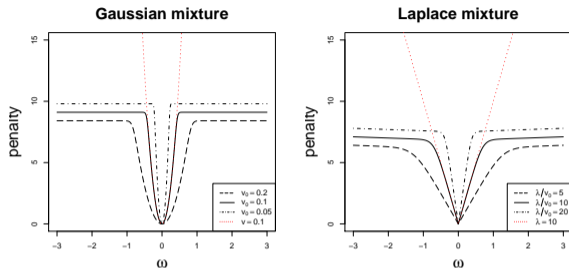 Gaussian mixture
penalty
15
10
5
0
-3 -2 -1 0 1 2 3
ω
v₀ = 0.2
v₀ = 0.1
v₀ = 0.05
v = 0.1
Laplace mixture
penalty
15
10
5
0
-3 -2 -1 0 1 2 3
ω
λ/v₀ = 5
λ/v₀ = 10
λ/v₀ = 20
λ = 10